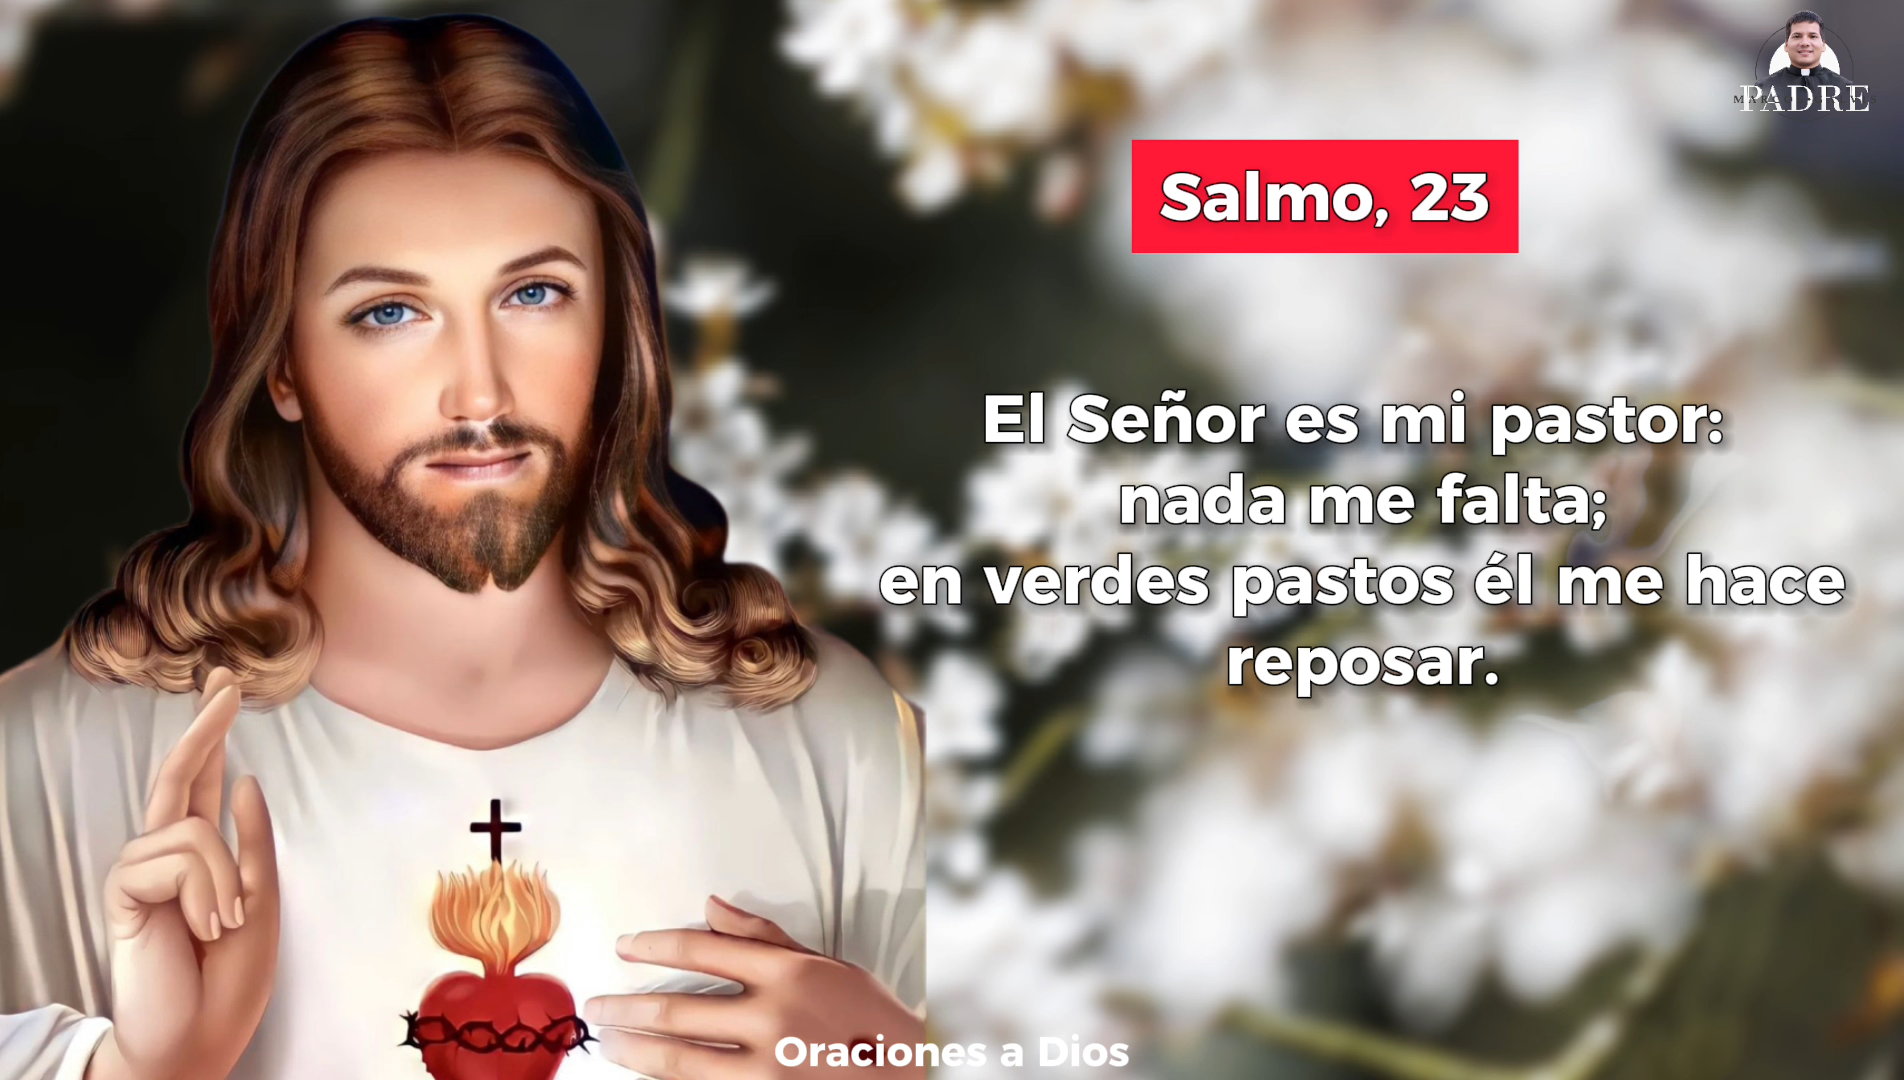 PADRE
Salmo, 23
El Señor es mi pastor:
nada me falta;
en verdes pastos él me hace
reposar.
Oraciones a Dios